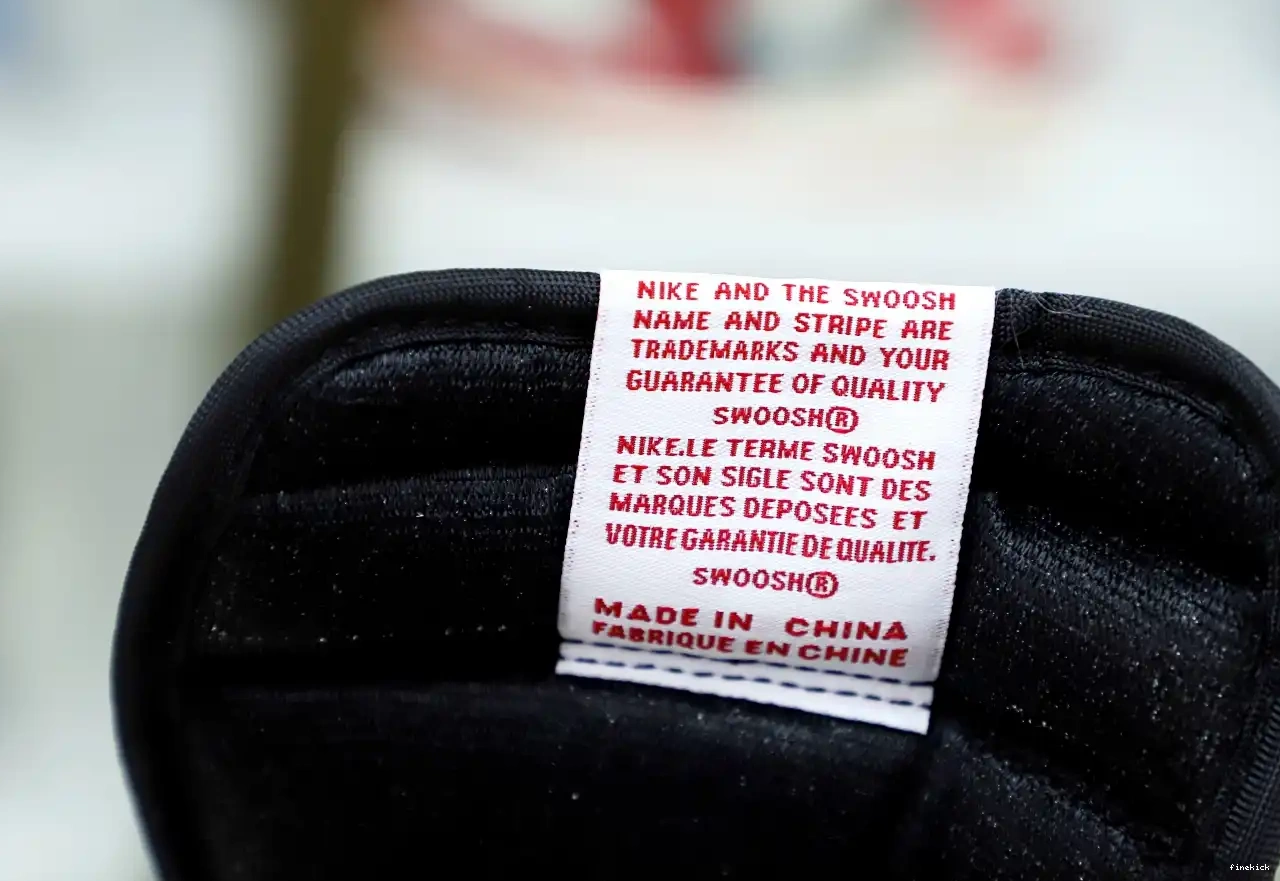 NIKE AND THE SWOOSH
NAME AND STRIPE ARE
TRADEMARKS AND YOUR
GUARANTEE OF QUALITY
SWOOSH®
NIKE.LE TERME SWOOSH
ET SON SIGLE SONT DES
MARQUES DEPOSEES ET
VOTRE GARANTIE DE QUALITE.
SWOOSH®
MADE IN CHINA
FABRIQUE EN CHINE
finekick